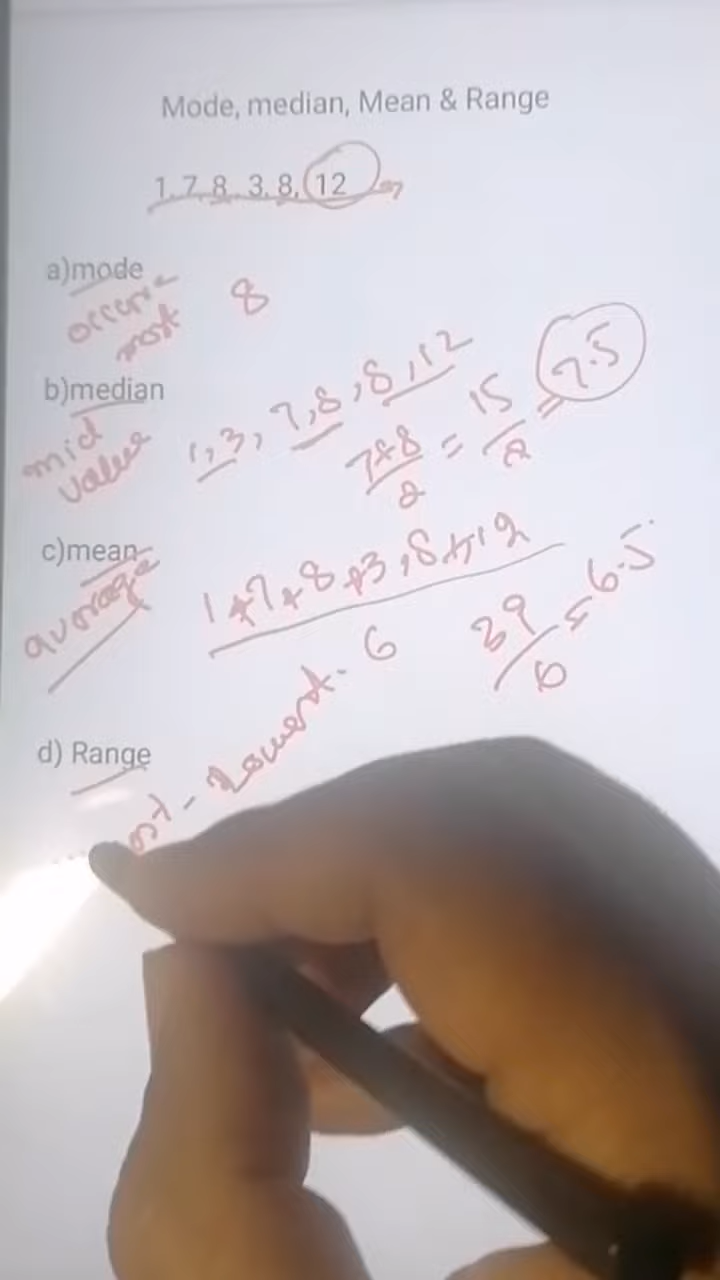 Mode, median, Mean & Range
1, 7, 8, 3, 8, 12
a)mode
occurs most 8
b)median
mid value 1, 3, 7, 8, 8, 12
7+8/2 = 15/2 = 7.5
c)mean
average 1+7+8+3,8+12
6
39/6 = 6.5
d) Range
- Lowest.